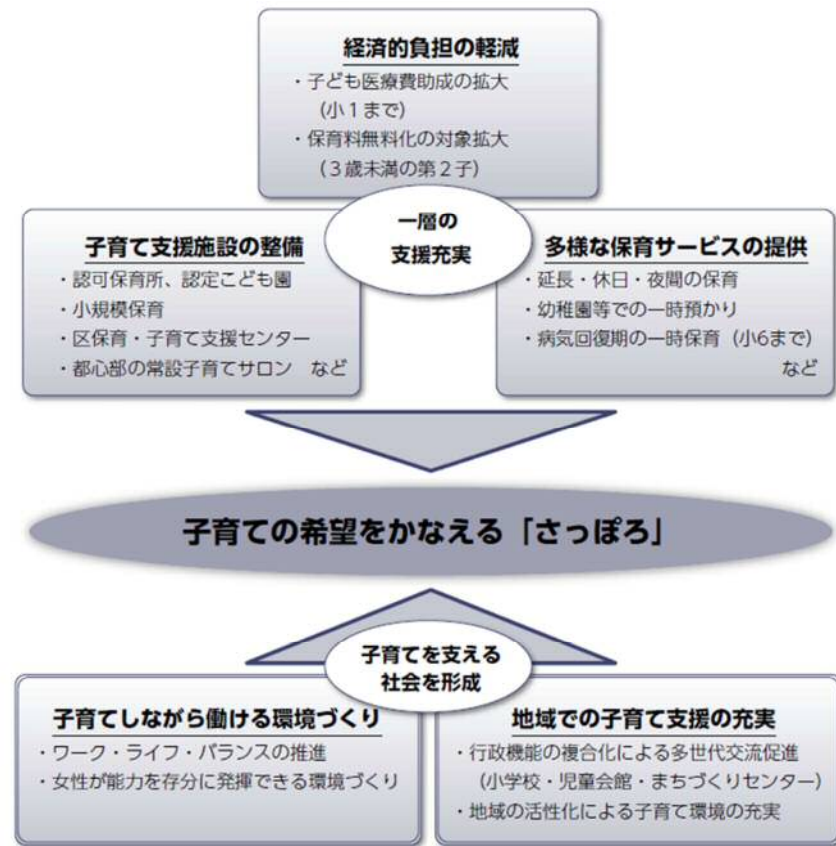 経済的負担の軽減
・子ども医療費助成の拡大
(小1まで)
・保育料無料化の対象拡大
(3歳未満の第2子)
一層の
支援充実
子育て支援施設の整備
・認可保育所、認定こども園
・小規模保育
・区保育・子育て支援センター
・都心部の常設子育てサロン など
多様な保育サービスの提供
・延長・休日・夜間の保育
・幼稚園等での一時預かり
・病気回復期の一時保育(小6まで)
など
子育ての希望をかなえる「さっぽろ」
子育てを支える
社会を形成
子育てしながら働ける環境づくり
・ワーク・ライフ・バランスの推進
・女性が能力を存分に発揮できる環境づくり
地域での子育て支援の充実
・行政機能の複合化による多世代交流促進
(小学校・児童会館・まちづくりセンター)
・地域の活性化による子育て環境の充実